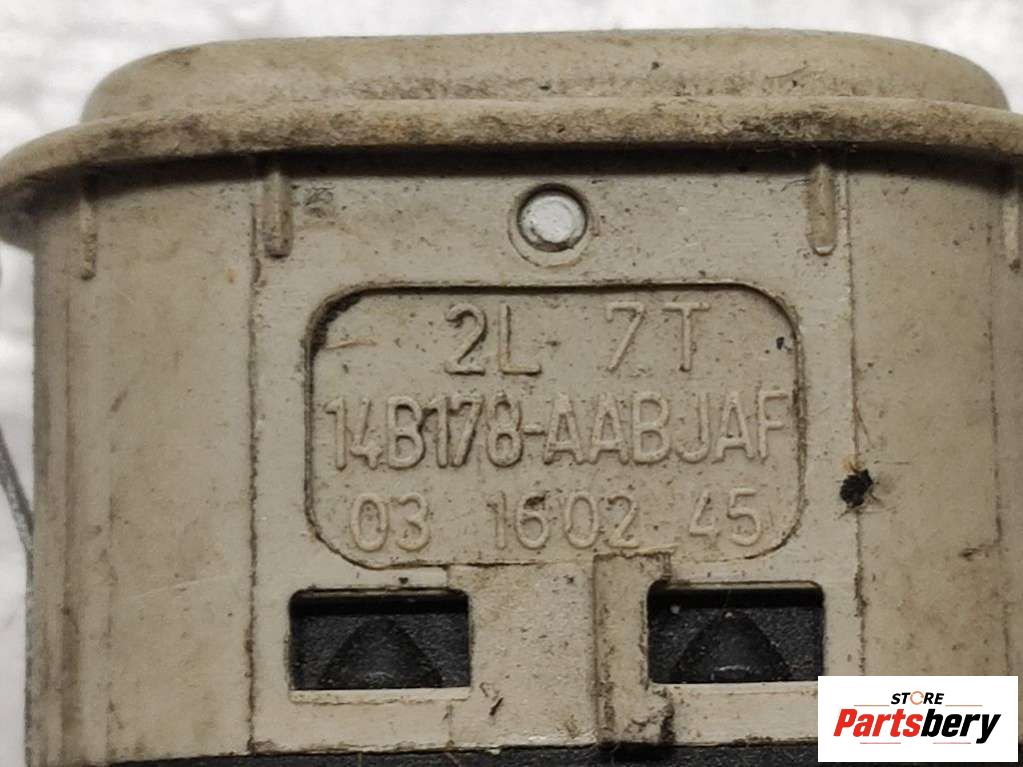 2L 7T
14B178-AABJAF
03 1602 45
STORE
Partsbery